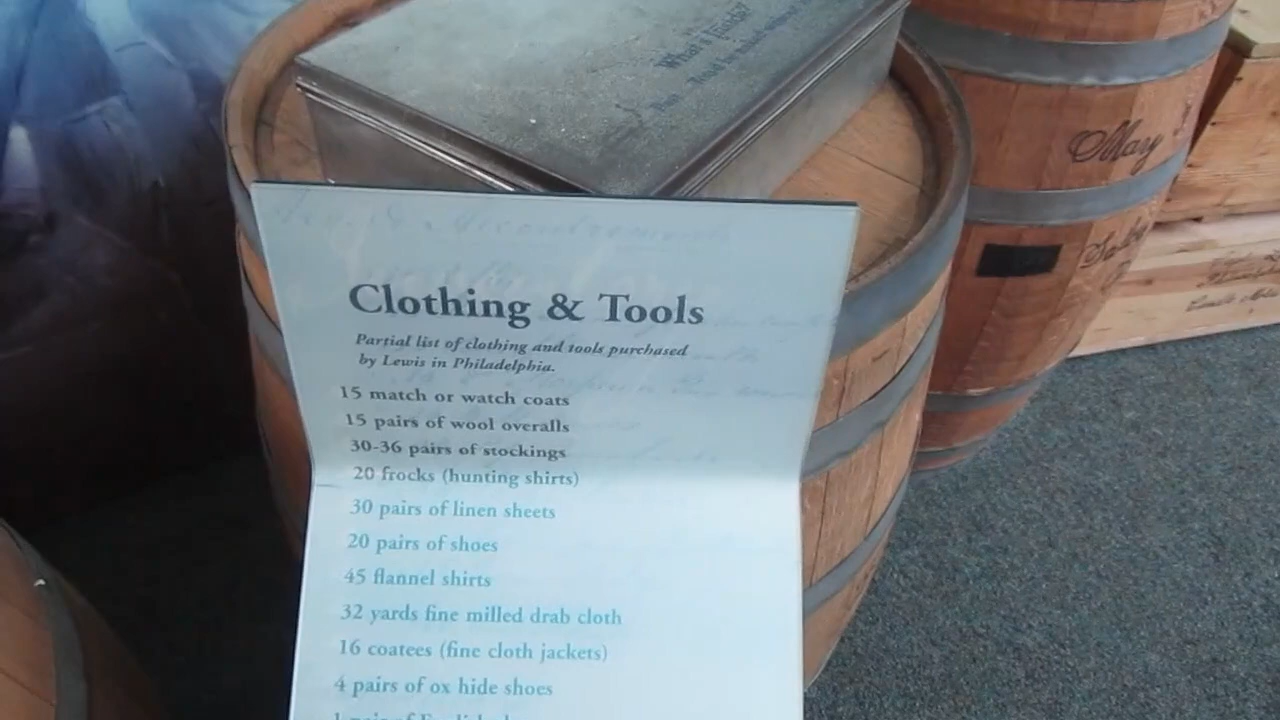 What's Inside?
Clothing & Tools
Partial list of clothing and tools purchased
by Lewis in Philadelphia.
15 match or watch coats
15 pairs of wool overalls
30-36 pairs of stockings
20 frocks (hunting shirts)
30 pairs of linen sheets
20 pairs of shoes
45 flannel shirts
32 yards fine milled drab cloth
16 coatees (fine cloth jackets)
4 pairs of ox hide shoes
Mary